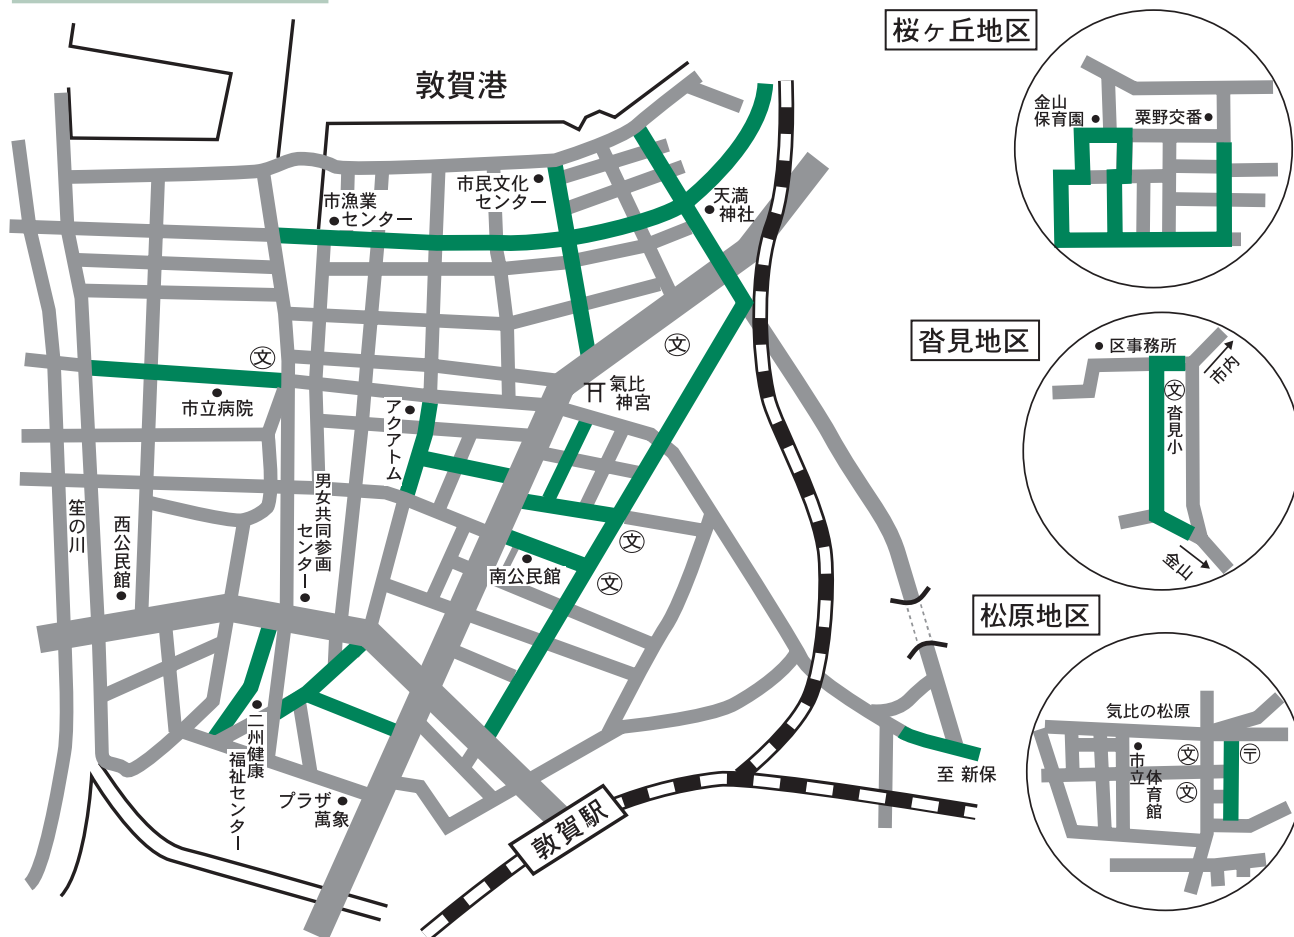 桜ヶ丘地区
敦賀港
金山
保育園
粟野交番
市民文化
センター
市漁業
センター
天満
神社
沓見地区
区事務所
市内
文
文
文
沓見小
氣比
神宮
市立病院
アクアトム
男女共同参画
センター
笙の川
西公民館
文
文
南公民館
金山
松原地区
気比の松原
二州健康
福祉センター
文
〒
市立
体育館
文
至 新保
プラザ
萬象
敦賀駅